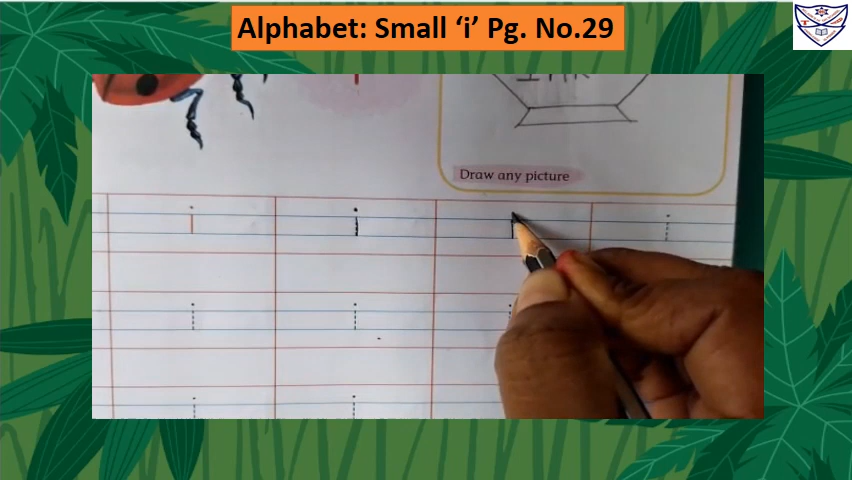 Alphabet: Small ‘i’ Pg. No.29
Draw any picture
i i i i
i i
i i